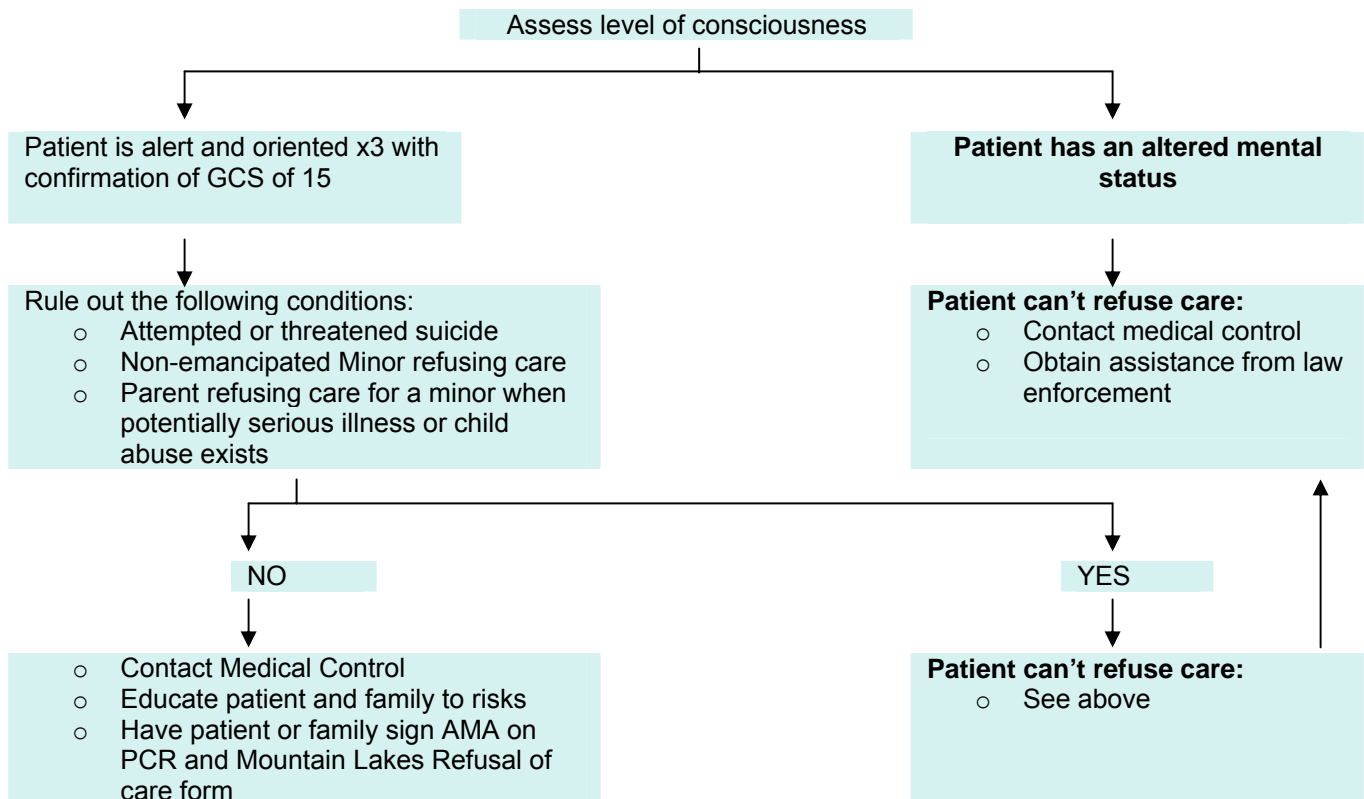 Assess level of consciousness
Patient is alert and oriented x3 with
confirmation of GCS of 15
Patient has an altered mental
status
Rule out the following conditions:
o Attempted or threatened suicide
o Non-emancipated Minor refusing care
o Parent refusing care for a minor when
potentially serious illness or child
abuse exists
Patient can’t refuse care:
o Contact medical control
o Obtain assistance from law
enforcement
NO
YES
o Contact Medical Control
o Educate patient and family to risks
o Have patient or family sign AMA on
PCR and Mountain Lakes Refusal of
care form
Patient can’t refuse care:
o See above